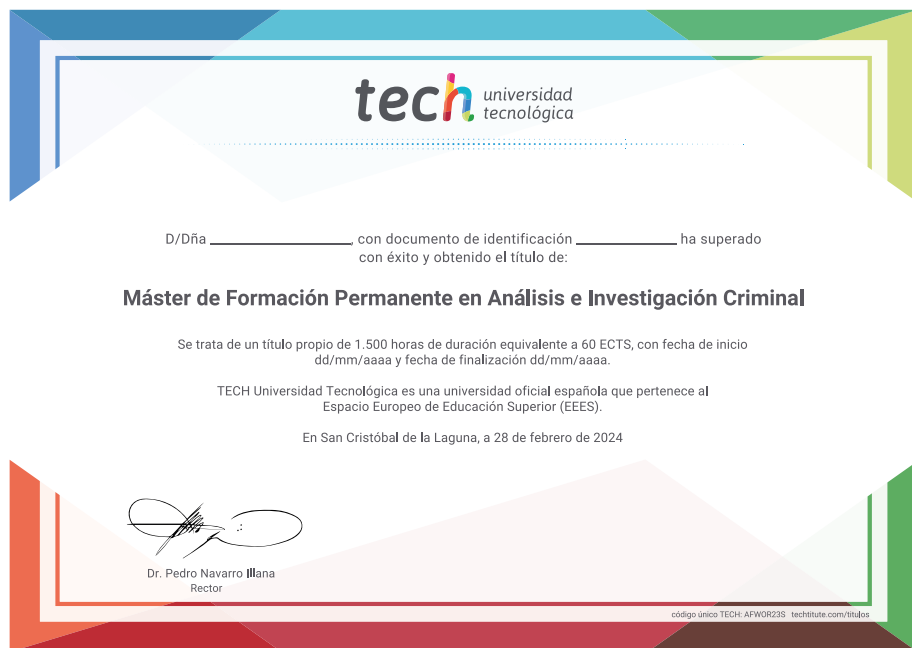 tech universidad
tecnológica
D/Dña ______________, con documento de identificación ____________ ha superado
con éxito y obtenido el título de:
Máster de Formación Permanente en Análisis e Investigación Criminal
Se trata de un título propio de 1.500 horas de duración equivalente a 60 ECTS, con fecha de inicio
dd/mm/aaaa y fecha de finalización dd/mm/aaaa.
TECH Universidad Tecnológica es una universidad oficial española que pertenece al
Espacio Europeo de Educación Superior (EEES).
En San Cristóbal de la Laguna, a 28 de febrero de 2024
Dr. Pedro Navarro Illana
Rector
código único TECH: AFWOR23S techtitute.com/titulos